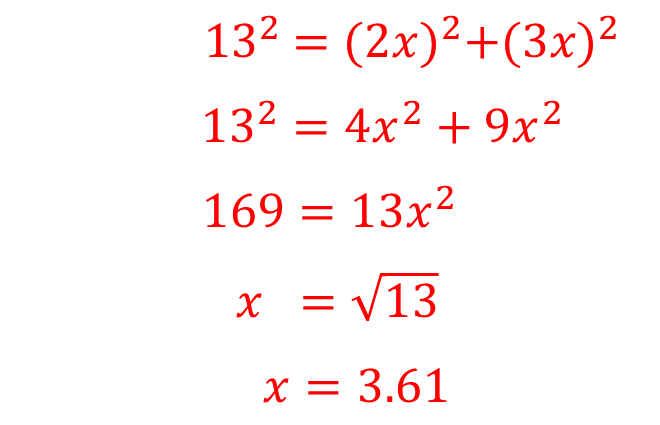 13² = (2x)²+(3x)²
13² = 4x² + 9x²
169 = 13x²
x = √13
x = 3.61